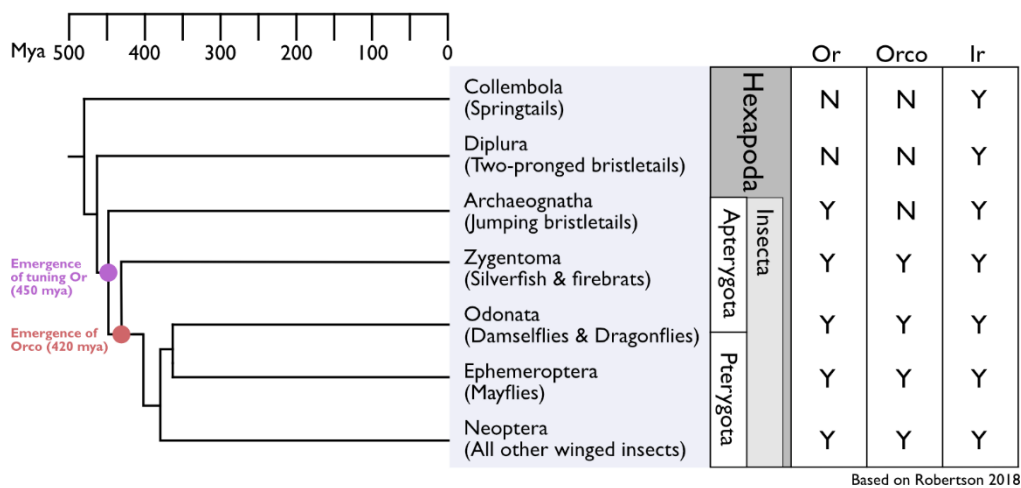 Mya 500 400 300 200 100 0
Or Orco Ir
Collembola
(Springtails)
N N Y
Diplura
(Two-pronged bristletails)
N N Y
Archaeognatha
(Jumping bristletails)
Y N Y
Zygentoma
(Silverfish & firebrats)
Y Y Y
Odonata
(Damselflies & Dragonflies)
Y Y Y
Ephemeroptera
(Mayflies)
Y Y Y
Neoptera
(All other winged insects)
Y Y Y
Hexapoda
Insecta
Apterygota
Pterygota
Emergence
of tuning Or
(450 mya)
Emergence of
Orco (420 mya)
Based on Robertson 2018